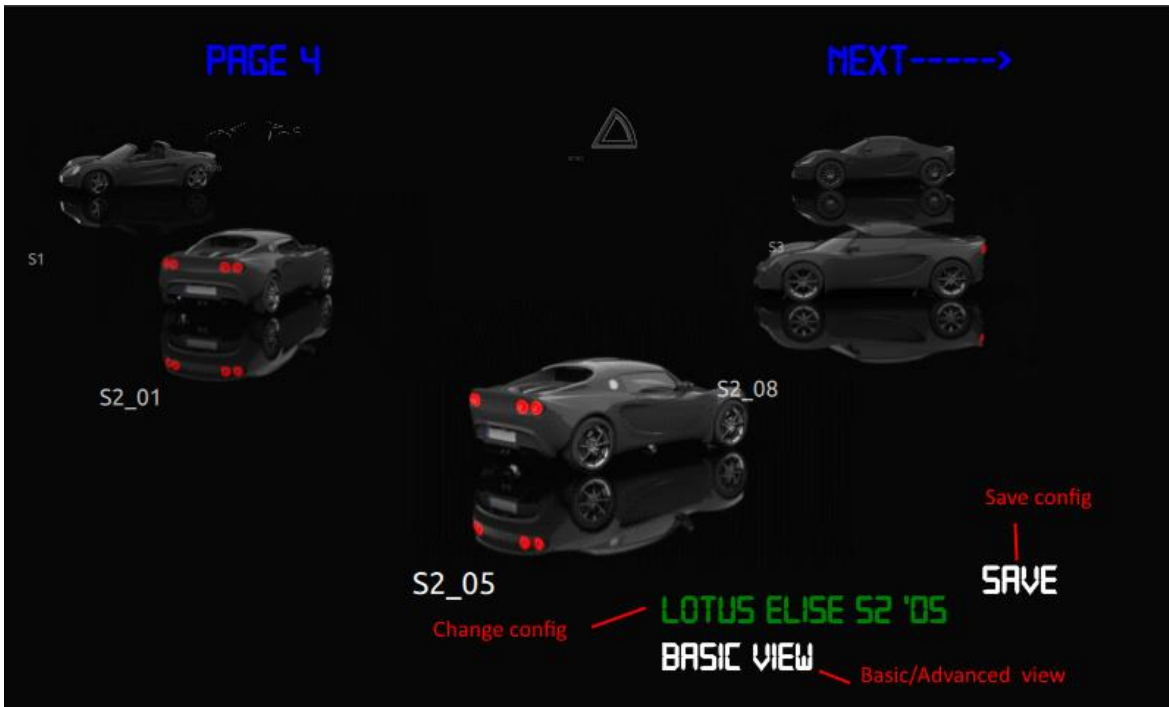 PAGE 4
NEXT----->
S1
S3
S2_01
S2_08
Save config
SAVE
S2_05
LOTUS ELISE S2 '05
Change config
BASIC VIEW
Basic/Advanced view